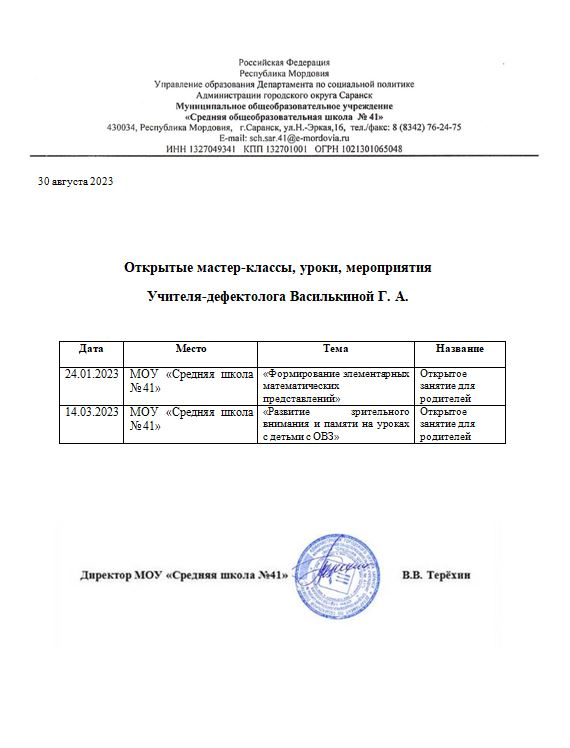 Российская Федерация
Республика Мордовия
Управление образования Департамента по социальной политике
Администрации городского округа Саранск
Муниципальное общеобразовательное учреждение
«Средняя общеобразовательная школа № 41»
430034, Республика Мордовия, г.Саранск, ул.Н.-Эркая,16, тел./факс: 8 (8342) 76-24-75
E-mail: sch.sar.41@e-mordovia.ru
ИНН 1327049341 КПП 132701001 ОГРН 1021301065048
30 августа 2023
Открытые мастер-классы, уроки, мероприятия
Учителя-дефектолога Василькиной Г. А.
Дата Место Тема Название
24.01.2023 МОУ «Средняя школа «Формирование элементарных Открытое
№41» математических занятие для
представлений» родителей
14.03.2023 МОУ «Средняя школа «Развитие зрительного Открытое
№41» внимания и памяти на уроках занятие для
с детьми с ОВЗ» родителей
Директор МОУ «Средняя школа №41» В.В. Терёхин